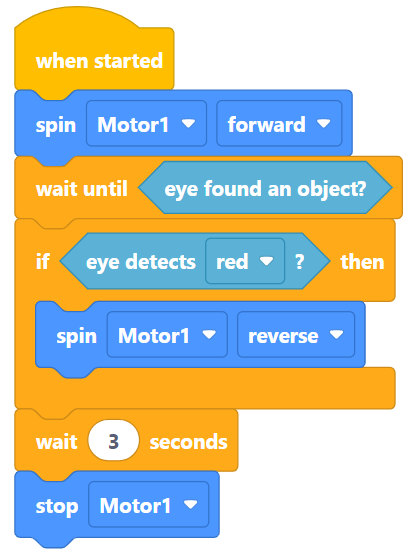 when started
spin Motor1 forward
wait until eye found an object?
if eye detects red ? then
spin Motor1 reverse
wait 3 seconds
stop Motor1